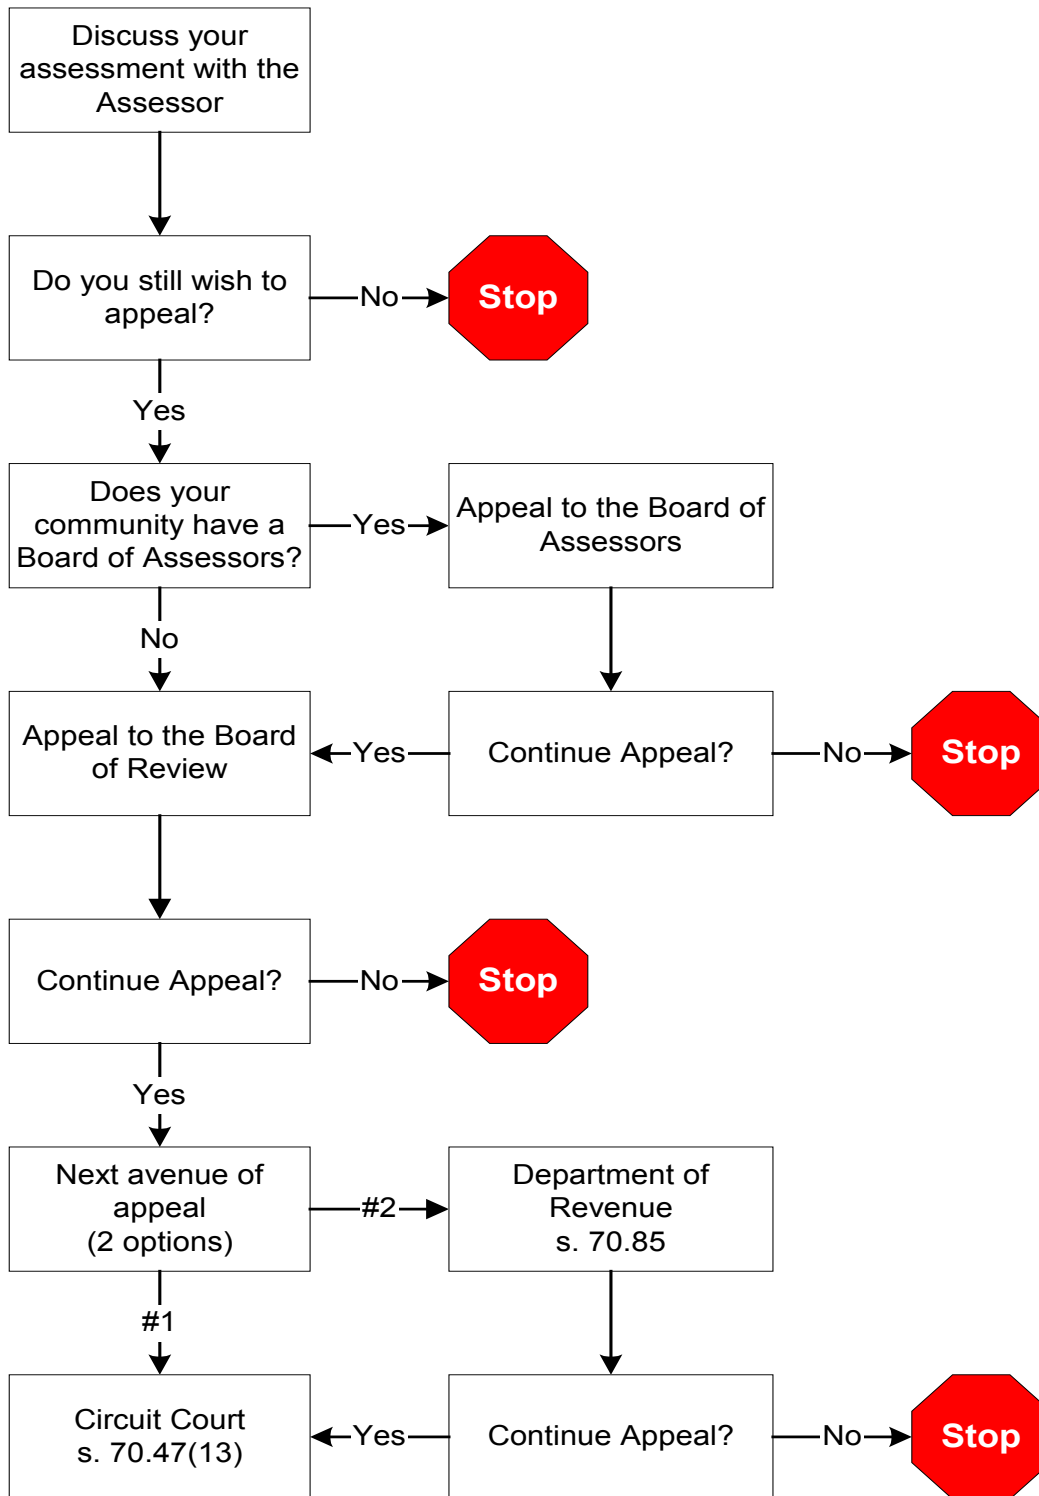 Discuss your
assessment with the
Assessor
Do you still wish to
appeal?
No
Stop
Yes
Does your
community have a
Board of Assessors?
Yes
Appeal to the Board of
Assessors
No
Appeal to the Board
of Review
Yes
Continue Appeal?
No
Stop
Continue Appeal?
No
Stop
Yes
Next avenue of
appeal
(2 options)
#2
Department of
Revenue
s. 70.85
#1
Circuit Court
s. 70.47(13)
Yes
Continue Appeal?
No
Stop